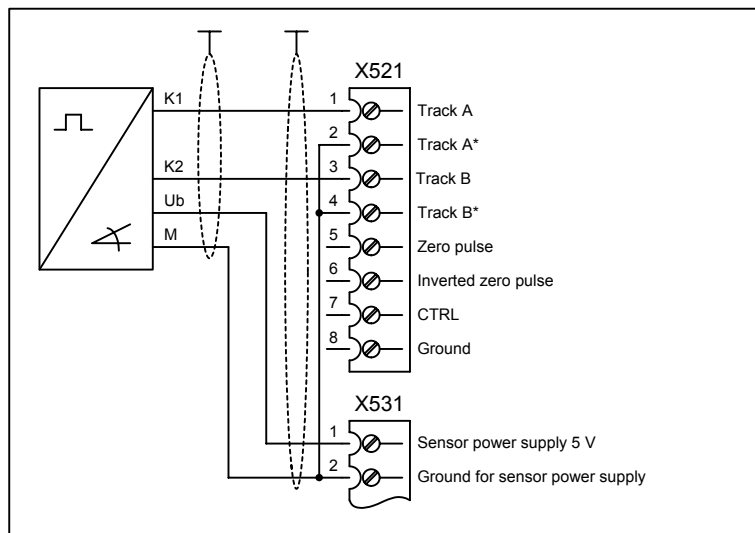 X521
K1 1 Track A
2 Track A*
K2 3 Track B
Ub 4 Track B*
M 5 Zero pulse
6 Inverted zero pulse
7 CTRL
8 Ground
X531
1 Sensor power supply 5 V
2 Ground for sensor power supply